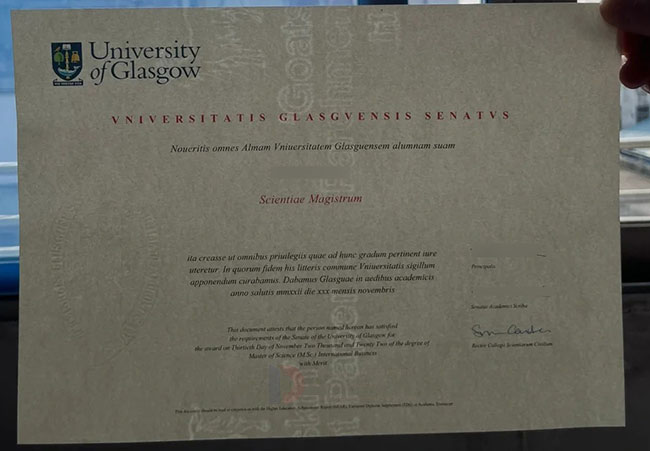 University
of Glasgow
VNIVERSITATIS GLASGVENSIS SENATVS
Noueritis omnes Almam Vniuersitatem Glasguensem alumnam suam
Scientiae Magistrum
ita creasse ut omnibus priuilegiis quae ad hunc gradum pertinent iure
uteretur. In quorum fidem his litteris commune Vniuersitatis sigillum
apponendum curabamus. Dabamus Glasguae in aedibus academicis
anno salutis mmxxii die xxx mensis novembris
Principalis
Senatus Academici Scriba
Rector Collegii Scientiarum Civilium
This document attests that the person named hereon has satisfied
the requirements of the Senate of the University of Glasgow for
the award on Thirtieth Day of November Two Thousand and Twenty Two of the degree of
Master of Science (M.Sc.) International Business
with Merit